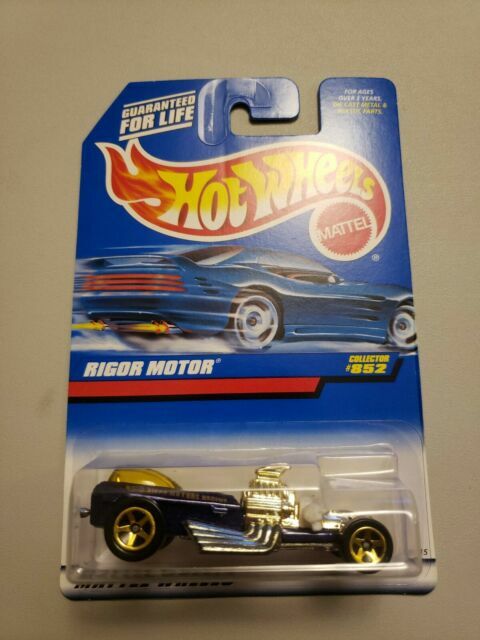 GUARANTEED
FOR LIFE
FOR AGES
OVER 3 YEARS.
DIE CAST METAL &
PLASTIC PARTS.
HOT WHEELS
MATTEL
®
RIGOR MOTOR®
COLLECTOR
#852